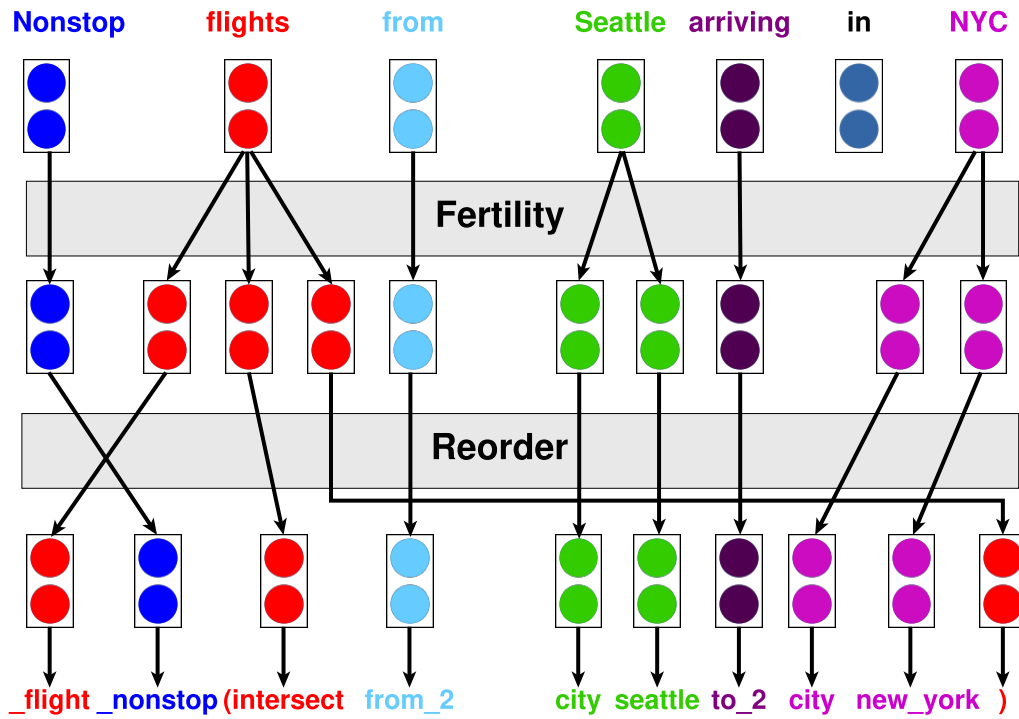 Nonstop flights from Seattle arriving in NYC
Fertility
Reorder
_flight _nonstop (intersect from_2 city seattle to_2 city new_york )